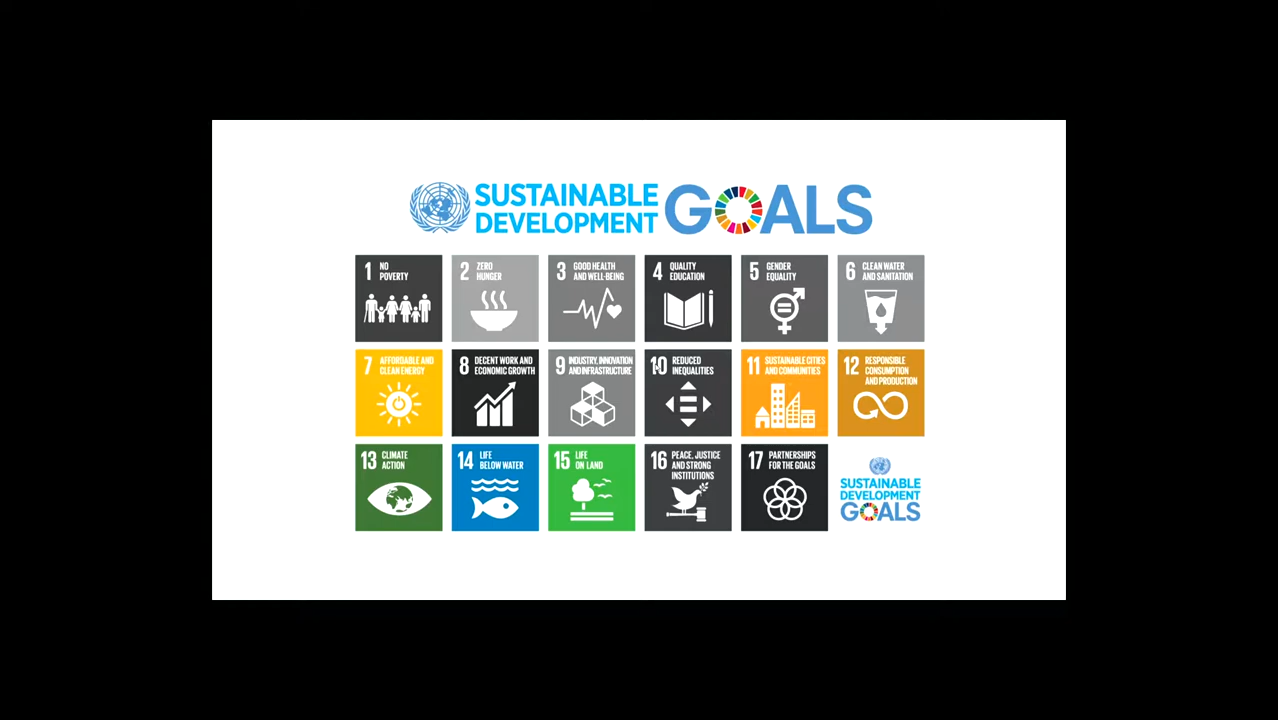 SUSTAINABLE
DEVELOPMENT
GOALS
1 NO
POVERTY
2 ZERO
HUNGER
3 GOOD HEALTH
AND WELL-BEING
4 QUALITY
EDUCATION
5 GENDER
EQUALITY
6 CLEAN WATER
AND SANITATION
7 AFFORDABLE AND
CLEAN ENERGY
8 DECENT WORK AND
ECONOMIC GROWTH
9 INDUSTRY, INNOVATION
AND INFRASTRUCTURE
10 REDUCED
INEQUALITIES
11 SUSTAINABLE CITIES
AND COMMUNITIES
12 RESPONSIBLE
CONSUMPTION
AND PRODUCTION
13 CLIMATE
ACTION
14 LIFE
BELOW WATER
15 LIFE
ON LAND
16 PEACE, JUSTICE
AND STRONG
INSTITUTIONS
17 PARTNERSHIPS
FOR THE GOALS
SUSTAINABLE
DEVELOPMENT
GOALS